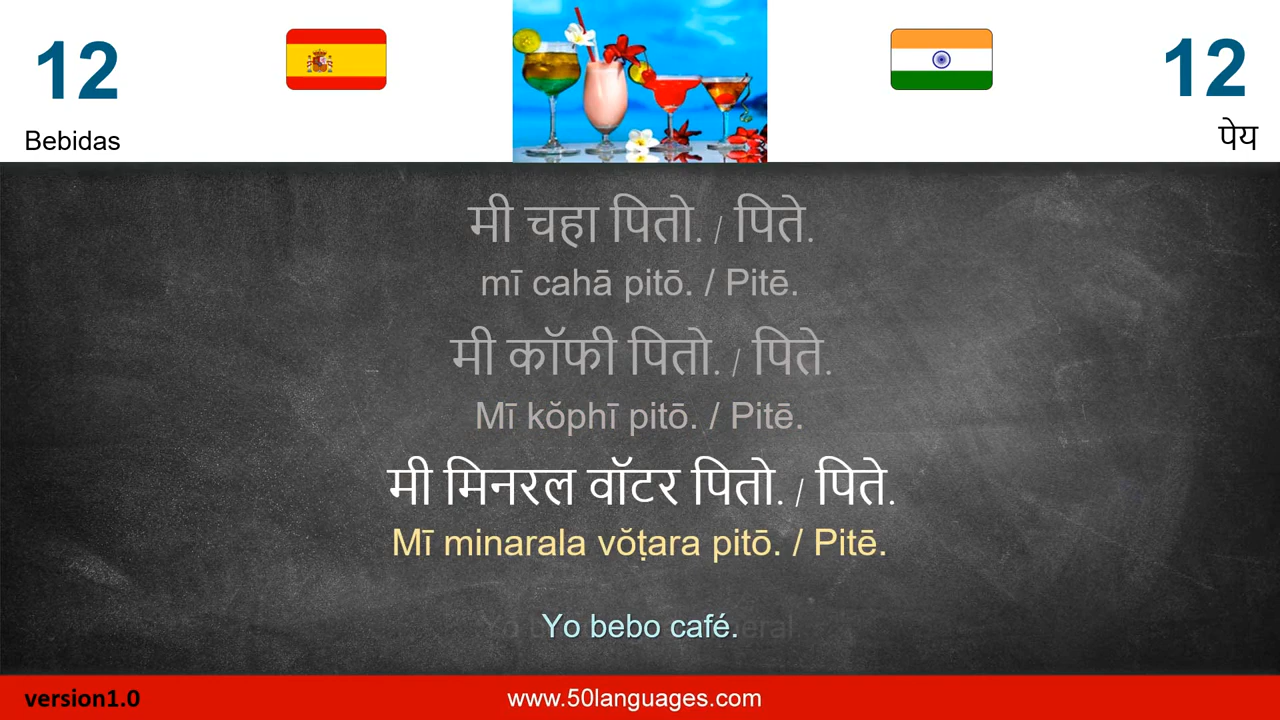 12
12
Bebidas
पेय
मी चहा पितो. / पिते.
mī cahā pitō. / Pitē.
मी कॉफी पितो. / पिते.
Mī kŏphī pitō. / Pitē.
मी मिनरल वॉटर पितो. / पिते.
Mī minarala vŏṭara pitō. / Pitē.
Yo bebo café.
version1.0
www.50languages.com